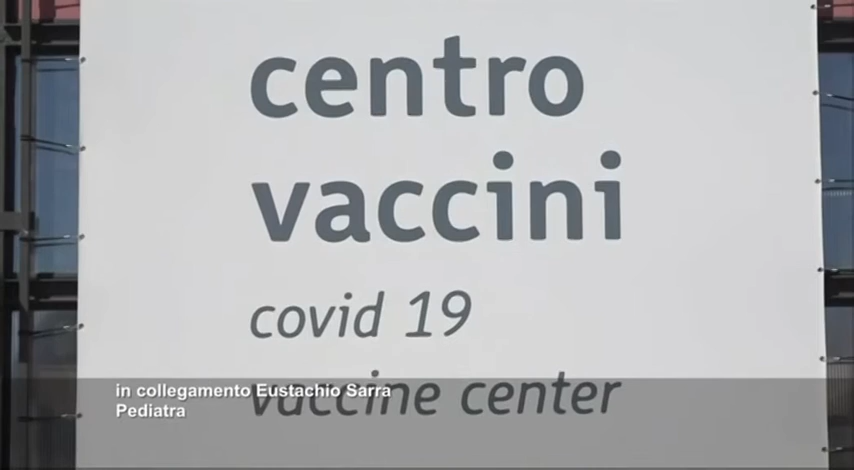 centro
vaccini
covid 19
vaccine center
in collegamento Eustachio Sarra
Pediatra